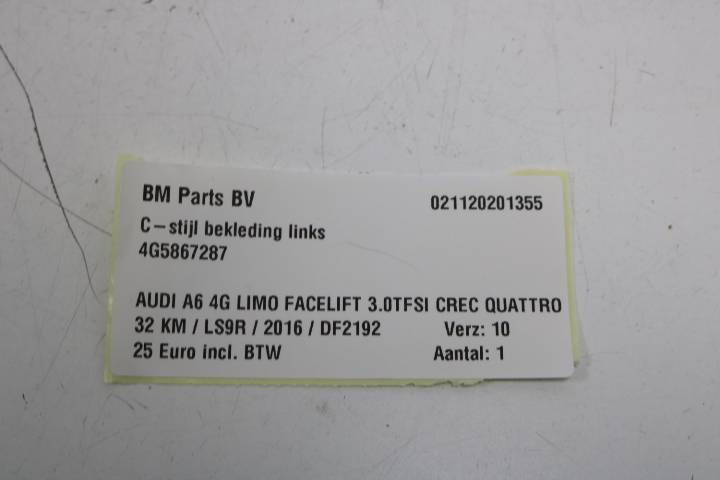 BM Parts BV 021120201355
C-stijl bekleding links
4G5867287
AUDI A6 4G LIMO FACELIFT 3.0TFSI CREC QUATTRO
32 KM / LS9R / 2016 / DF2192 Verz: 10
25 Euro incl. BTW Aantal: 1